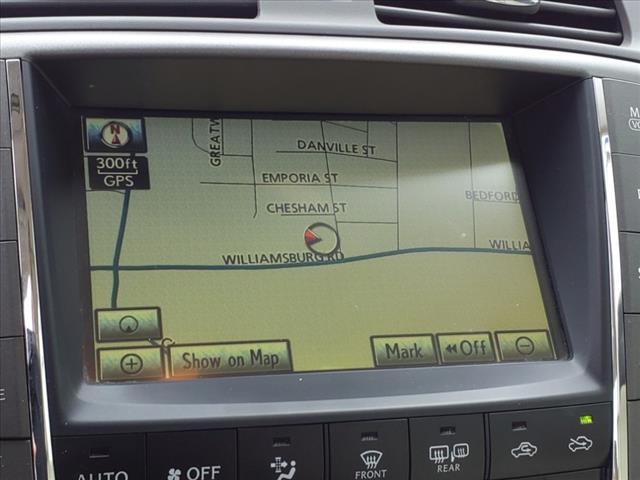 N
300ft
GPS
GREATW
DANVILLE ST
EMPORIA ST
BEDFORD
CHESHAM ST
WILLIAMSBURG RD
WILLIA
Show on Map
Mark
Off
AUTO
OFF
FRONT
REAR